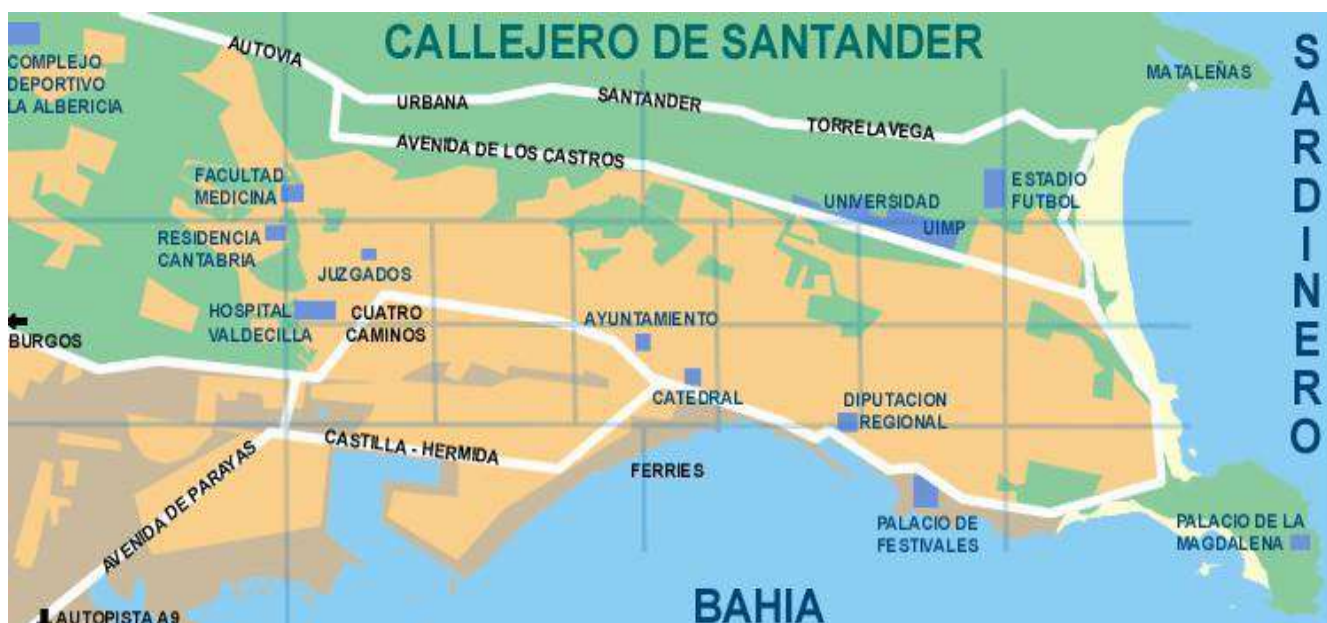 CALLEJERO DE SANTANDER
COMPLEJO
DEPORTIVO
LA ALBERICIA
AUTOVIA
URBANA
SANTANDER
TORRELAVEGA
MATALEÑAS
SARDINERO
AVENIDA DE LOS CASTROS
FACULTAD
MEDICINA
UNIVERSIDAD
UIMP
ESTADIO
FUTBOL
RESIDENCIA
CANTABRIA
JUZGADOS
HOSPITAL
VALDECILLA
CUATRO
CAMINOS
AYUNTAMIENTO
BURGOS
CATEDRAL
DIPUTACION
REGIONAL
CASTILLA - HERMIDA
FERRIES
AVENIDA DE PARAYAS
PALACIO DE
FESTIVALES
PALACIO DE LA
MAGDALENA
BAHIA
AUTOPISTA A9